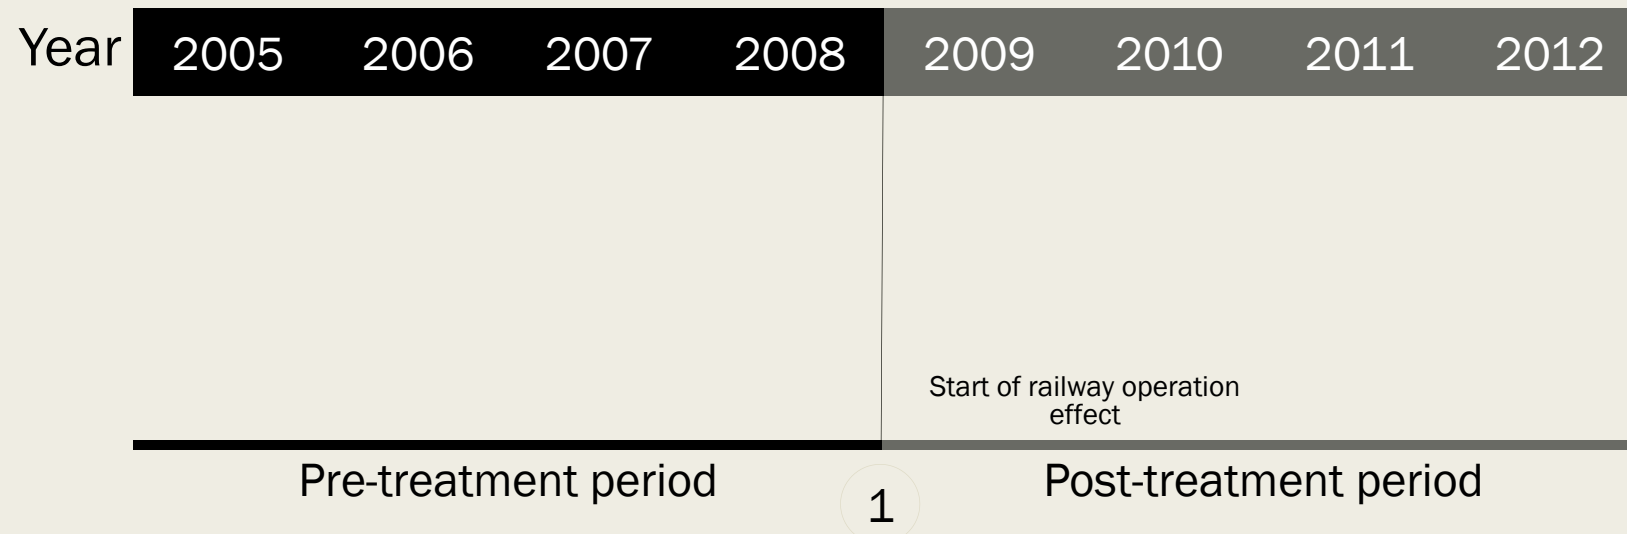 Year 2005 2006 2007 2008 2009 2010 2011 2012
Start of railway operation
effect
Pre-treatment period
Post-treatment period
1